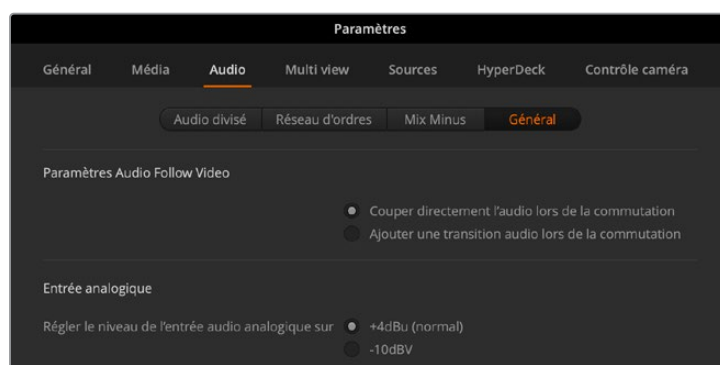 Paramètres
Général Média Audio Multi view Sources HyperDeck Contrôle caméra
Audio divisé Réseau d'ordres Mix Minus Général
Paramètres Audio Follow Video
Couper directement l'audio lors de la commutation
Ajouter une transition audio lors de la commutation
Entrée analogique
Régler le niveau de l'entrée audio analogique sur +4dBu (normal)
-10dBV